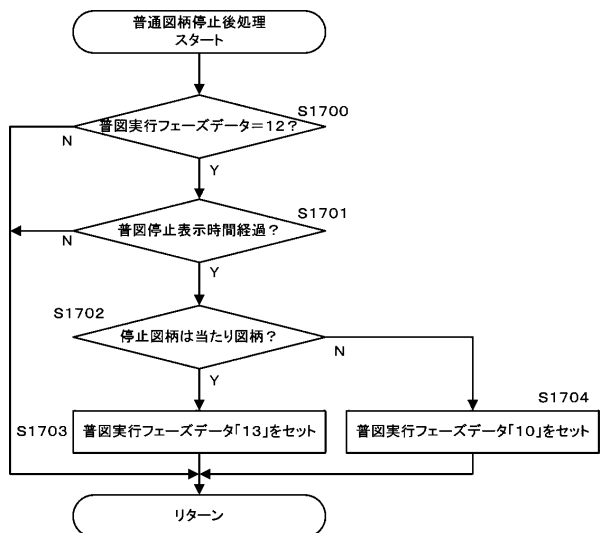 普通図柄停止後処理
スタート
S1700
普図実行フェーズデータ=12?
N
Y
S1701
普図停止表示時間経過?
N
Y
S1702
停止図柄は当たり図柄?
N
Y
S1704
S1703
普図実行フェーズデータ「13」をセット
普図実行フェーズデータ「10」をセット
リターン